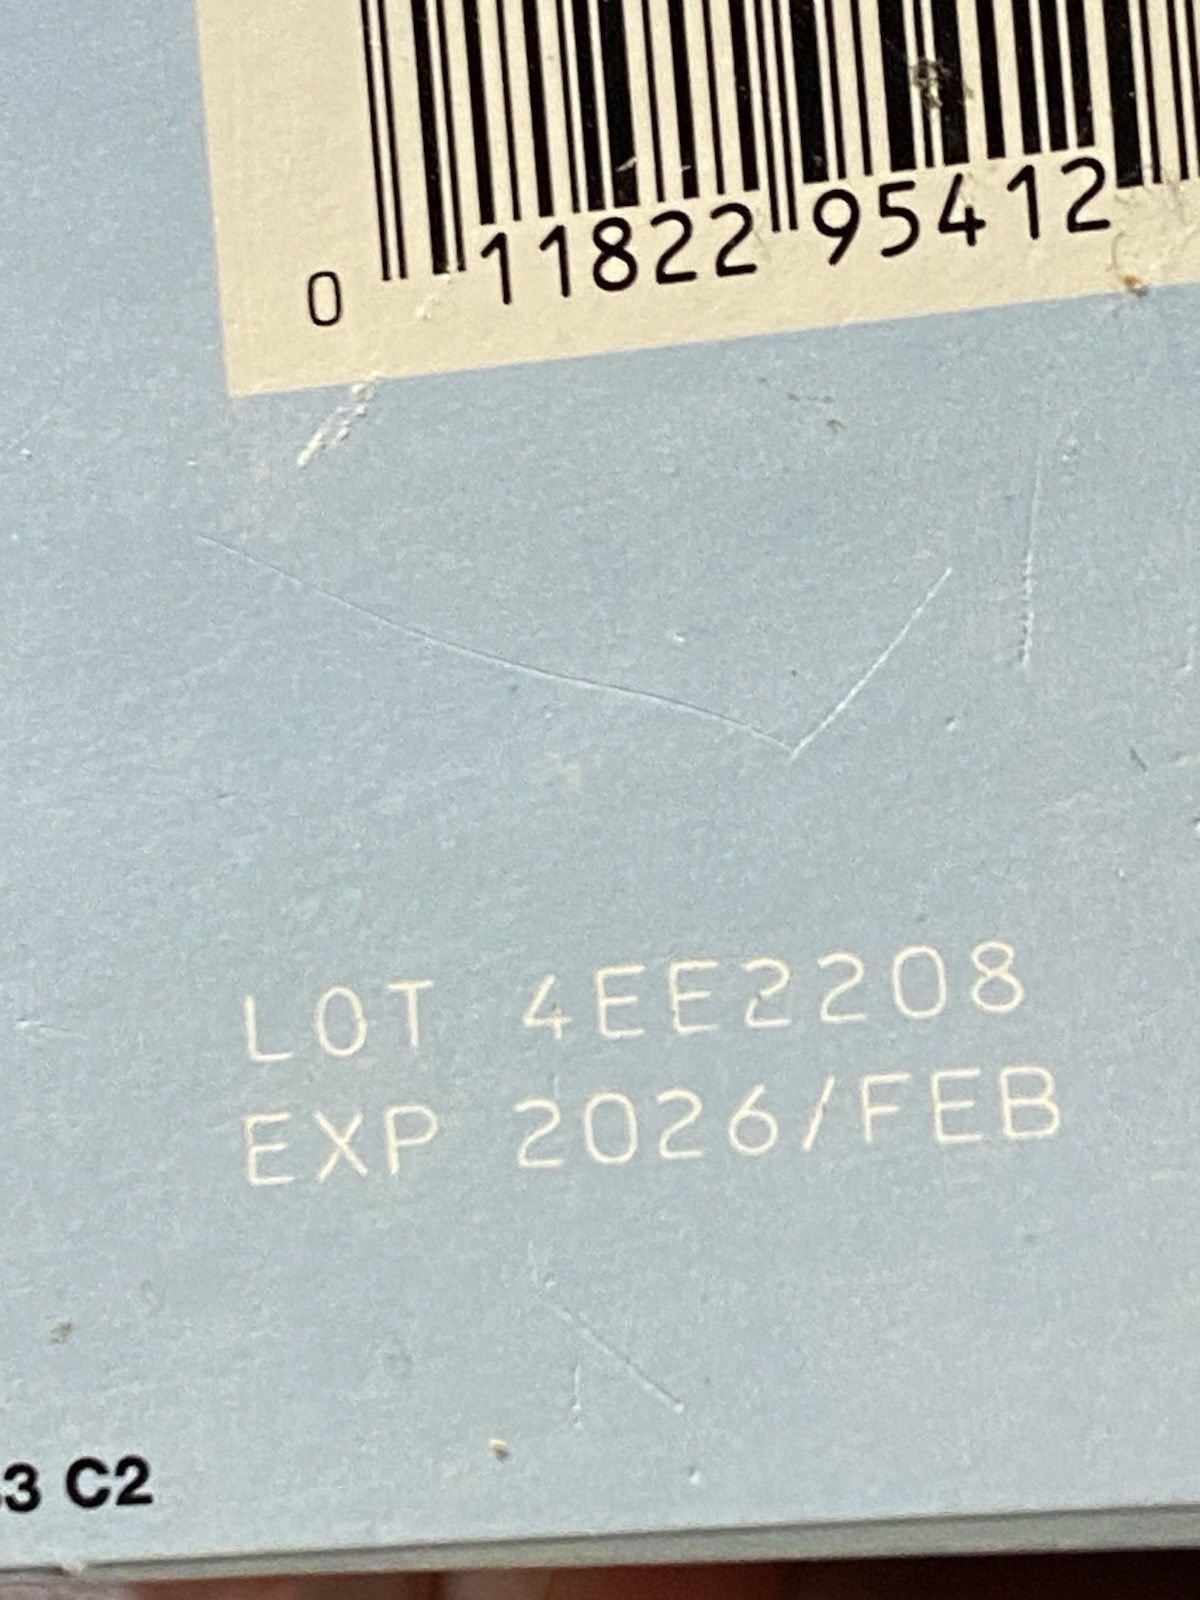 0 11822 95412
LOT 4EE2208
EXP 2026/FEB
3 C2